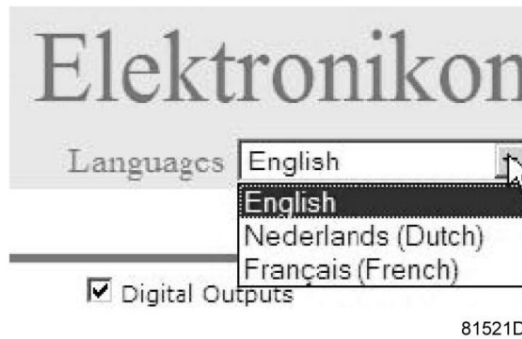 Elektronikon
Languages English
English
Nederlands (Dutch)
Français (French)
Digital Outputs
81521D